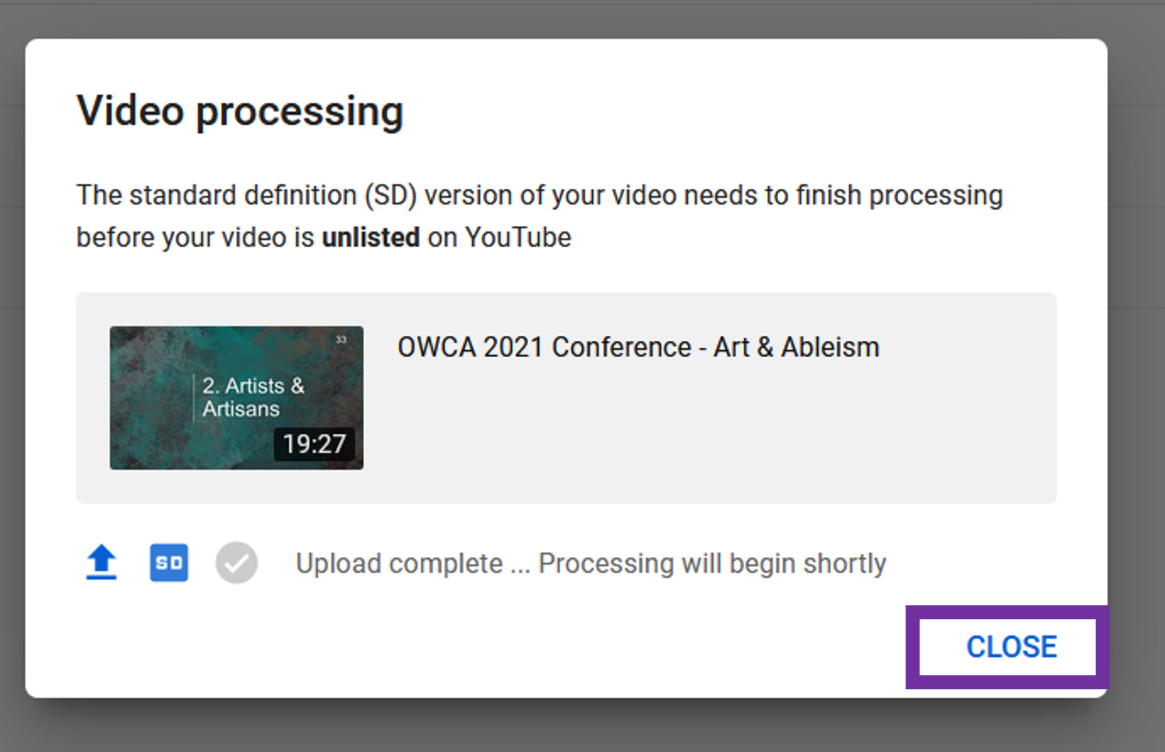 Video processing
The standard definition (SD) version of your video needs to finish processing
before your video is unlisted on YouTube
33
2. Artists &
Artisans
19:27
OWCA 2021 Conference - Art & Ableism
SD
Upload complete ... Processing will begin shortly
CLOSE